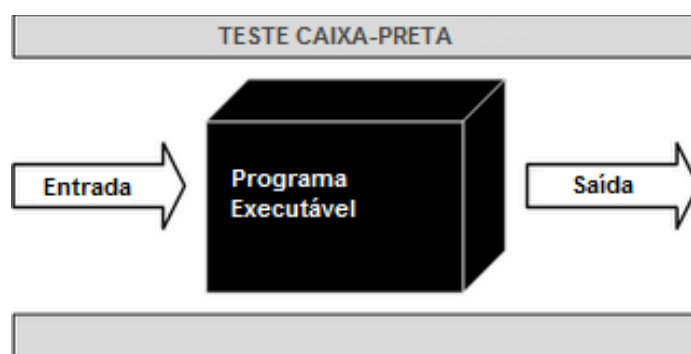 TESTE CAIXA-PRETA
Entrada
Programa
Executável
Saída